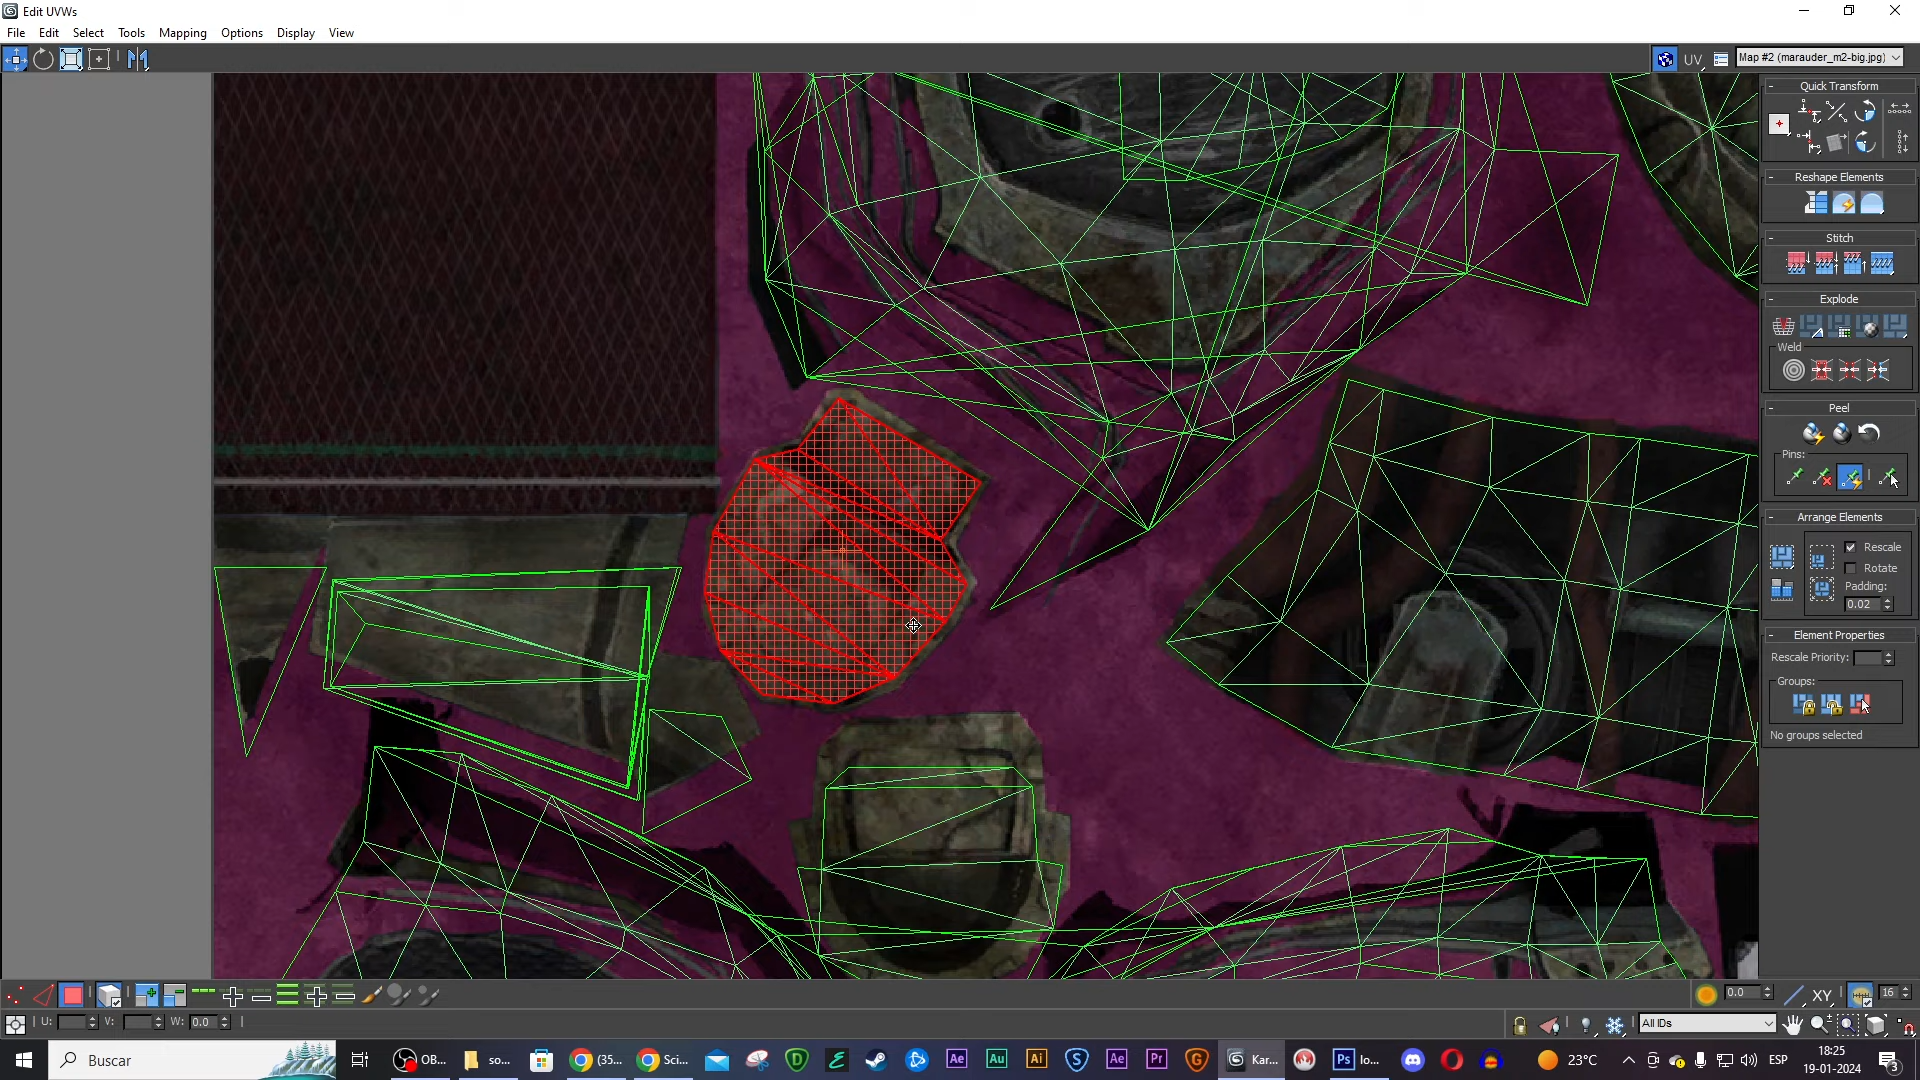 Edit UVWs
File Edit Select Tools Mapping Options Display View
UV Map #2 (marauder_m2-big.jpg)
- Quick Transform
- Reshape Elements
- Stitch
- Explode
Weld
- Peel
Pins:
- Arrange Elements
Rescale
Rotate
Padding:
0.02
- Element Properties
Rescale Priority:
Groups:
No groups selected
0.0 XY 16
U: V: W: 0.0 All IDs
Buscar OB... so... (35... Sci... Ae Au Ai Ae Pr Kar... Ps lo... 23°C ESP 18:25
19-01-2024
3